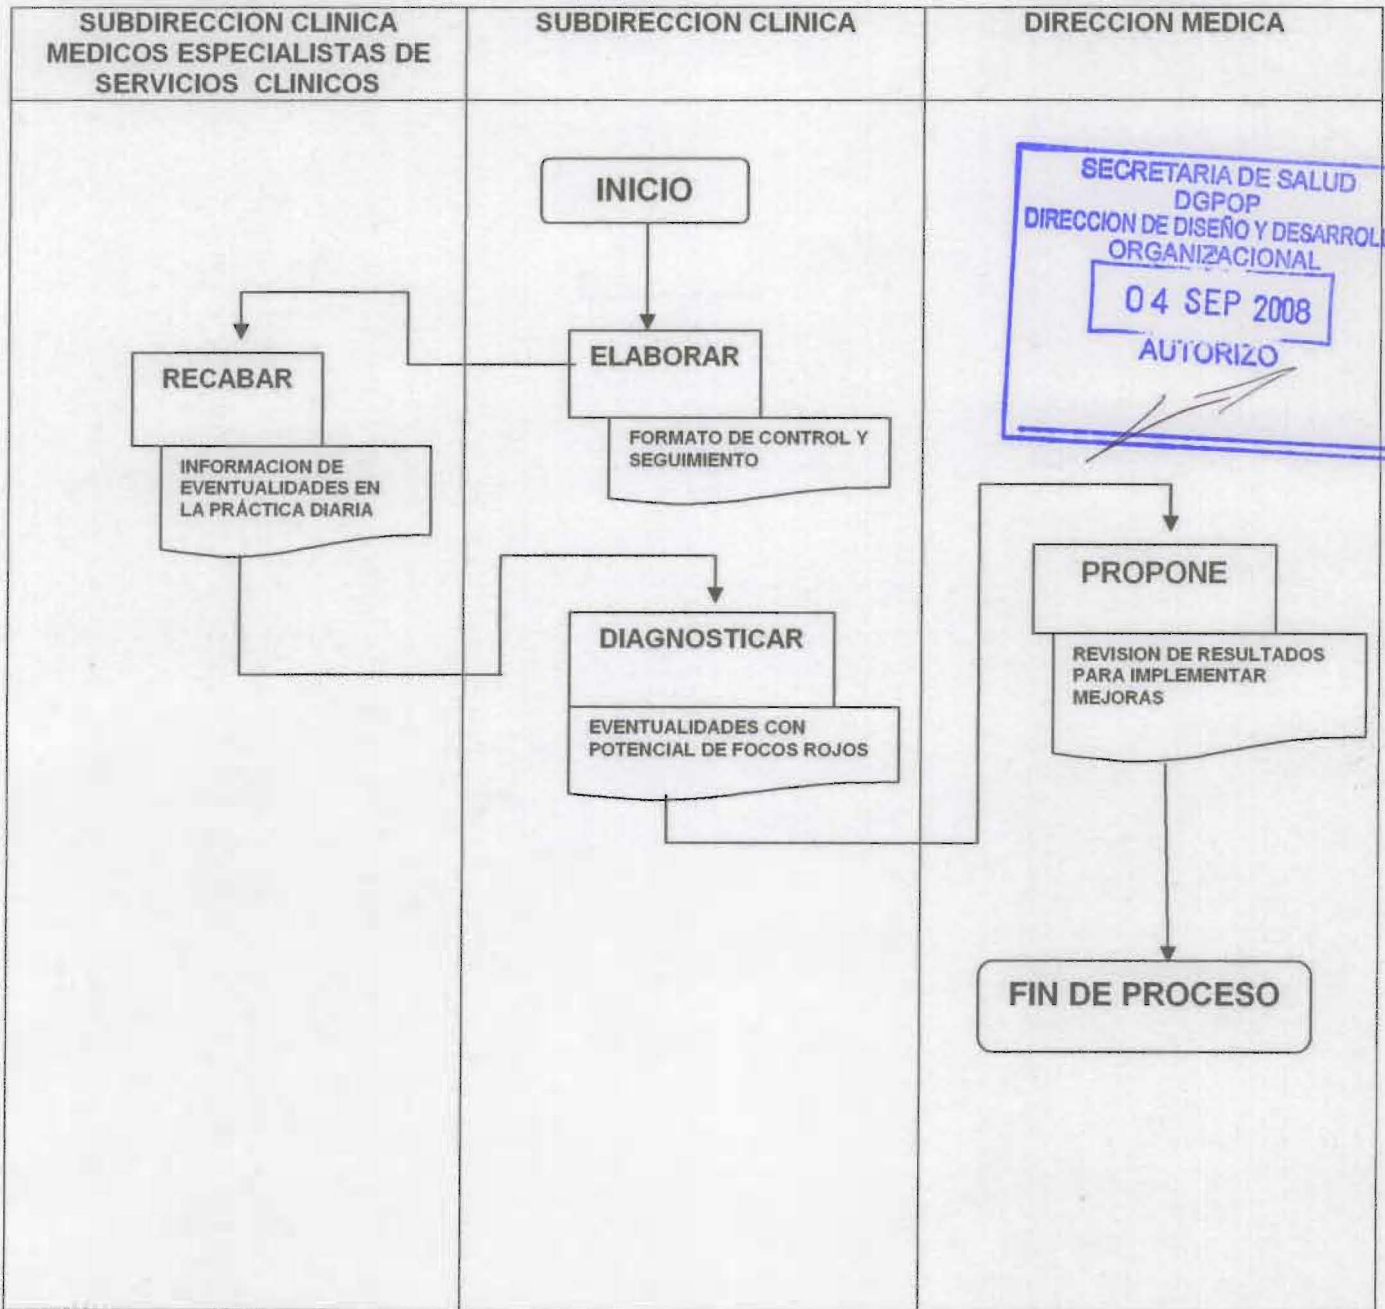 SUBDIRECCION CLINICA
MEDICOS ESPECIALISTAS DE
SERVICIOS CLINICOS
SUBDIRECCION CLINICA
DIRECCION MEDICA
SECRETARIA DE SALUD
DGPOP
DIRECCION DE DISEÑO Y DESARROLL
ORGANIZACIONAL
04 SEP 2008
AUTORIZO
INICIO
ELABORAR
FORMATO DE CONTROL Y
SEGUIMIENTO
RECABAR
INFORMACION DE
EVENTUALIDADES EN
LA PRÁCTICA DIARIA
DIAGNOSTICAR
EVENTUALIDADES CON
POTENCIAL DE FOCOS ROJOS
PROPONE
REVISION DE RESULTADOS
PARA IMPLEMENTAR
MEJORAS
FIN DE PROCESO